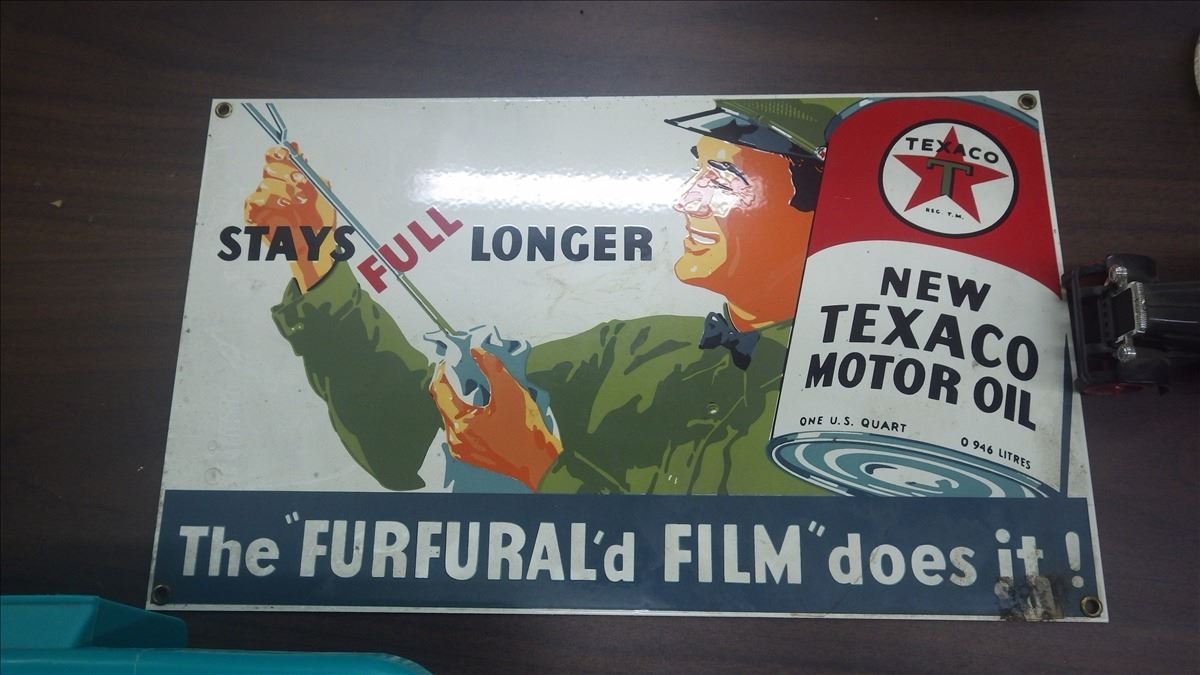 STAYS FULL LONGER
TEXACO
T
REG. T.M.
NEW
TEXACO
MOTOR OIL
ONE U.S. QUART
0 946 LITRES
The "FURFURAL'd FILM" does it!